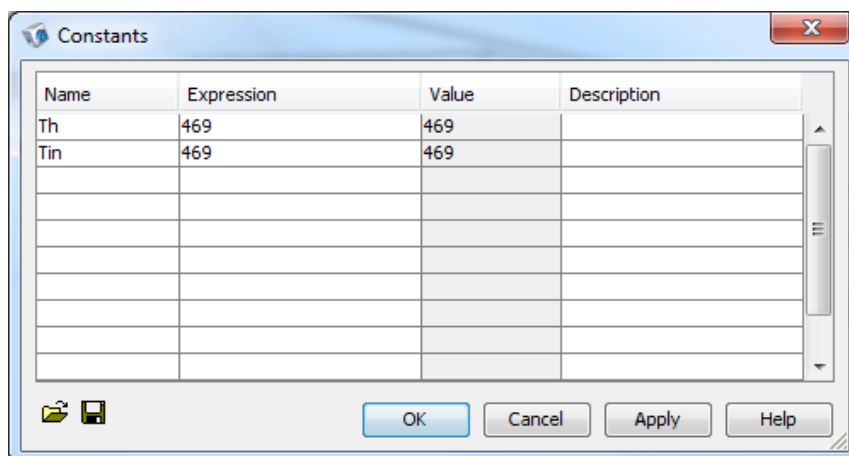 Constants
Name Expression Value Description
Th 469 469
Tin 469 469
OK Cancel Apply Help